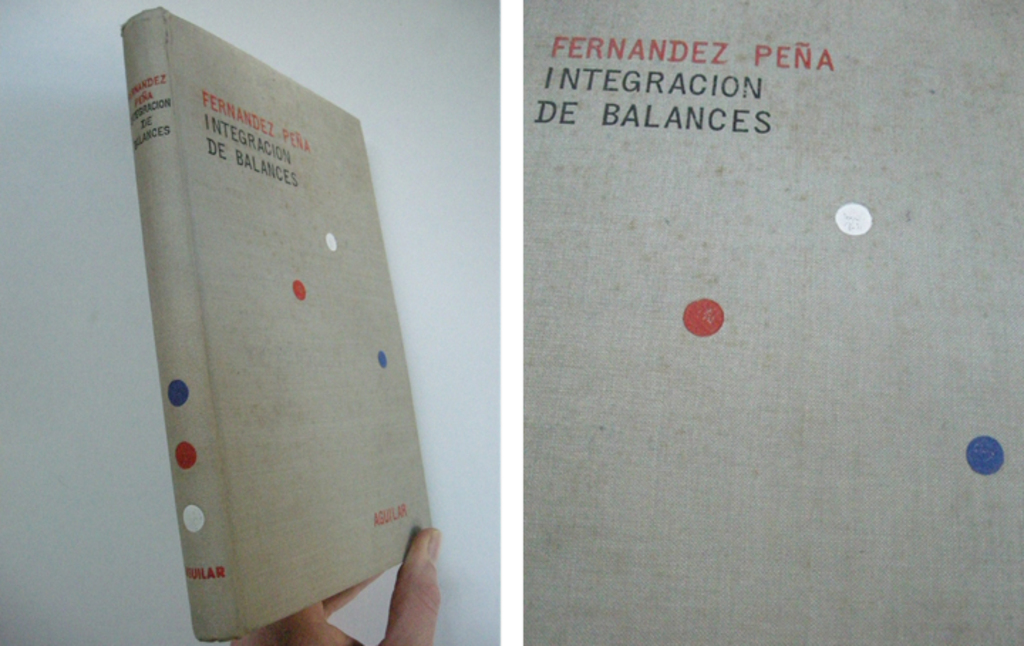 FERNANDEZ
PEÑA
INTEGRACION
DE
BALANCES
AGUILAR
FERNANDEZ PEÑA
INTEGRACION
DE BALANCES
AGUILAR
FERNANDEZ PEÑA
INTEGRACION
DE BALANCES